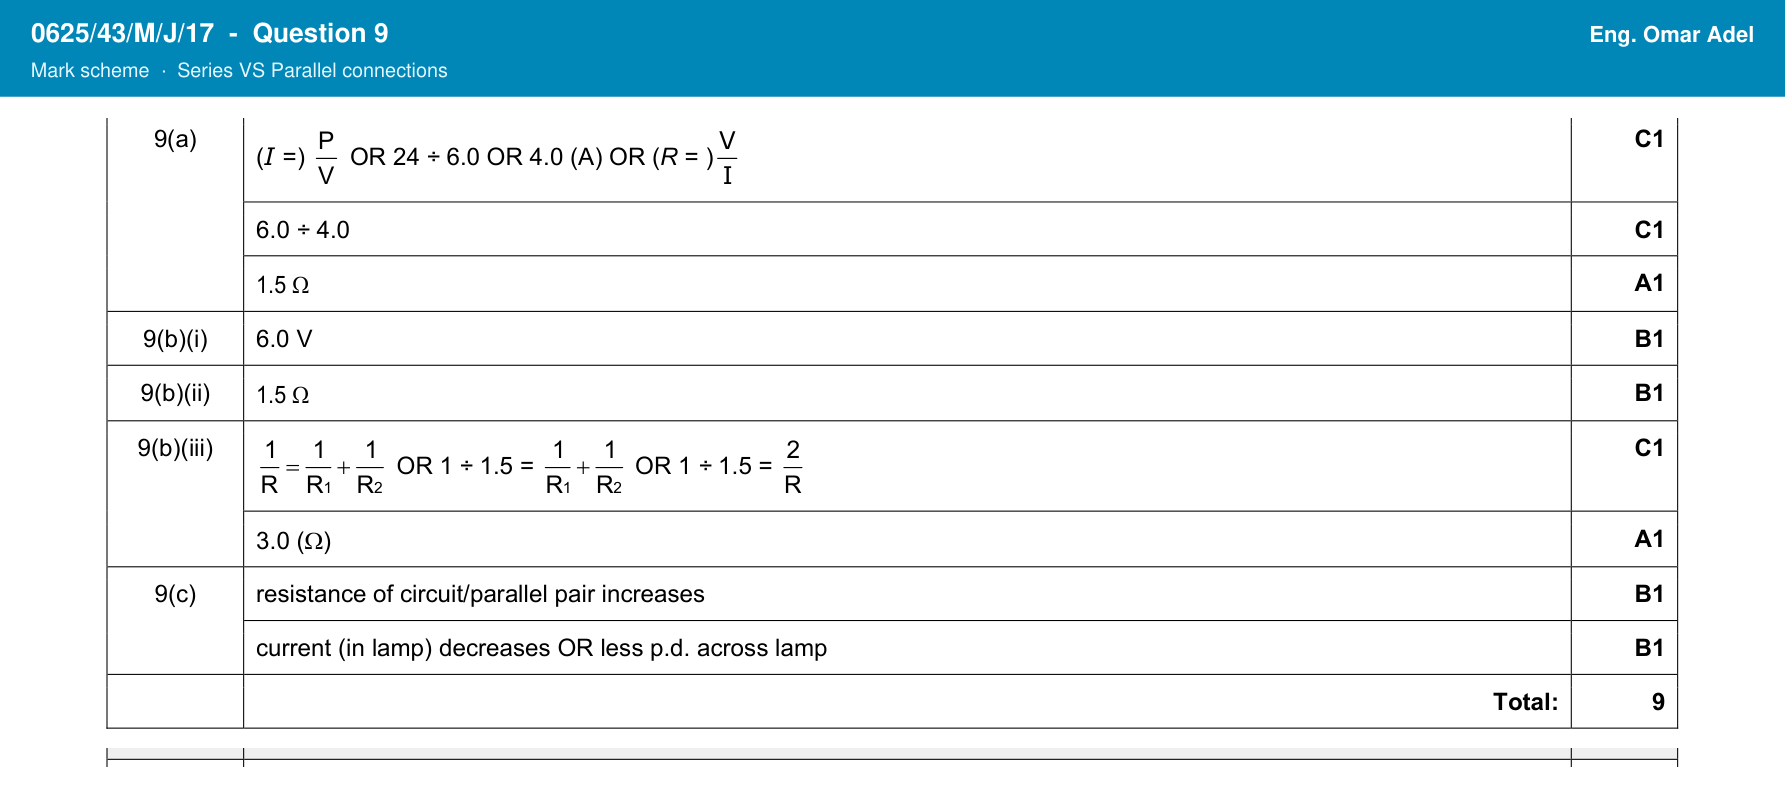 0625/43/M/J/17 - Question 9
Eng. Omar Adel
Mark scheme · Series VS Parallel connections
9(a) (I =) P/V OR 24 ÷ 6.0 OR 4.0 (A) OR (R = ) V/I C1
6.0 ÷ 4.0 C1
1.5 Ω A1
9(b)(i) 6.0 V B1
9(b)(ii) 1.5 Ω B1
9(b)(iii) 1/R = 1/R1 + 1/R2 OR 1 ÷ 1.5 = 1/R1 + 1/R2 OR 1 ÷ 1.5 = 2/R C1
3.0 (Ω) A1
9(c) resistance of circuit/parallel pair increases B1
current (in lamp) decreases OR less p.d. across lamp B1
Total: 9